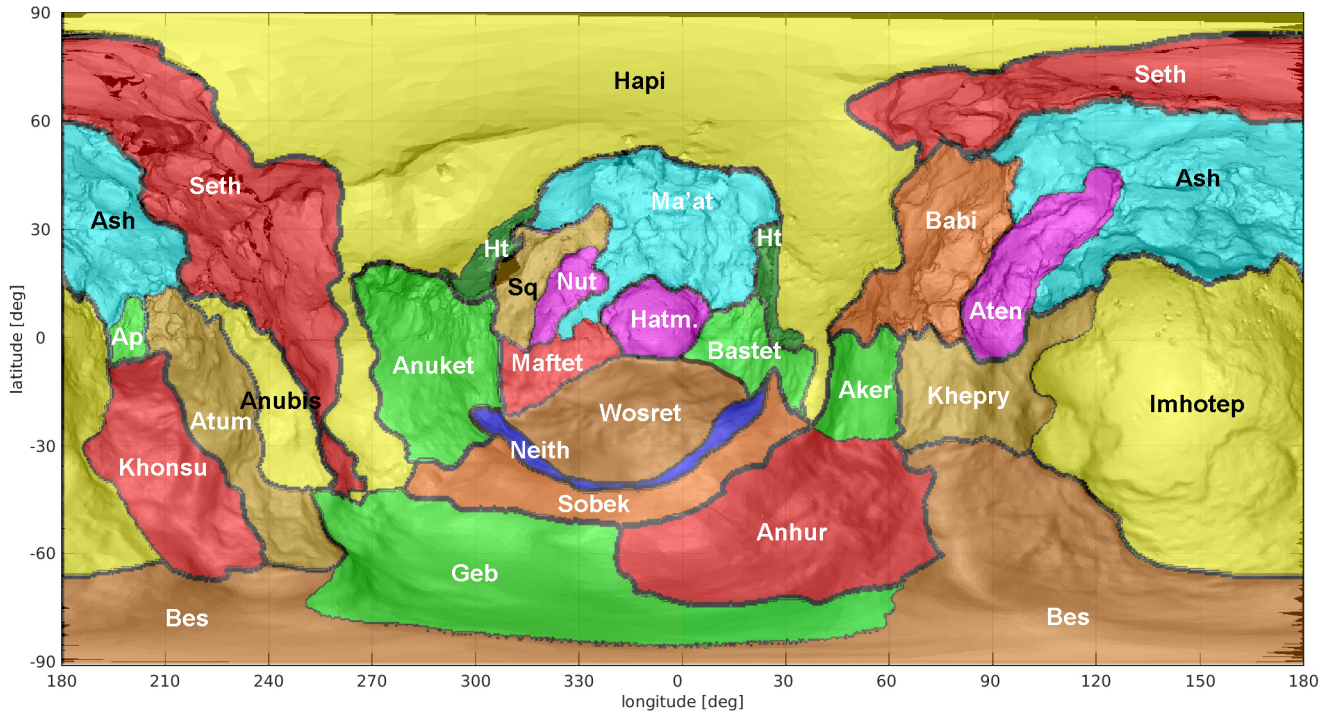 90
Hapi
Seth
60
Ash
Seth
Ma'at
Ash
Babi
30
Ht
Ht
Nut
Sq
Aten
Hatm.
Ap
0
Bastet
Maftet
Anuket
Aker
Khepry
Anubis
Imhotep
Wosret
Atum
-30
Neith
Khonsu
Sobek
Anhur
-60
Geb
Bes
Bes
-90
180 210 240 270 300 330 0 30 60 90 120 150 180
longitude [deg]
latitude [deg]